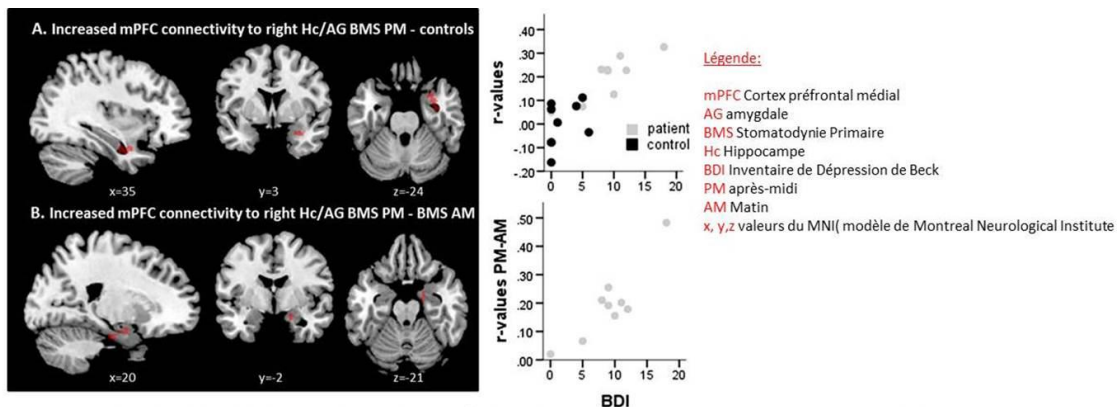 A. Increased mPFC connectivity to right Hc/AG BMS PM - controls
x=35
y=3
z=-24
B. Increased mPFC connectivity to right Hc/AG BMS PM - BMS AM
x=20
y=-2
z=-21
r-values
.40
.30
.20
.10
.00
-.10
-.20
0
5
10
15
20
patient
control
r-values PM-AM
.50
.40
.30
.20
.10
.00
0
5
10
15
20
BDI
Légende:
mPFC Cortex préfrontal médial
AG amygdale
BMS Stomatodynie Primaire
Hc Hippocampe
BDI Inventaire de Dépression de Beck
PM après-midi
AM Matin
x, y,z valeurs du MNI( modèle de Montreal Neurological Institute